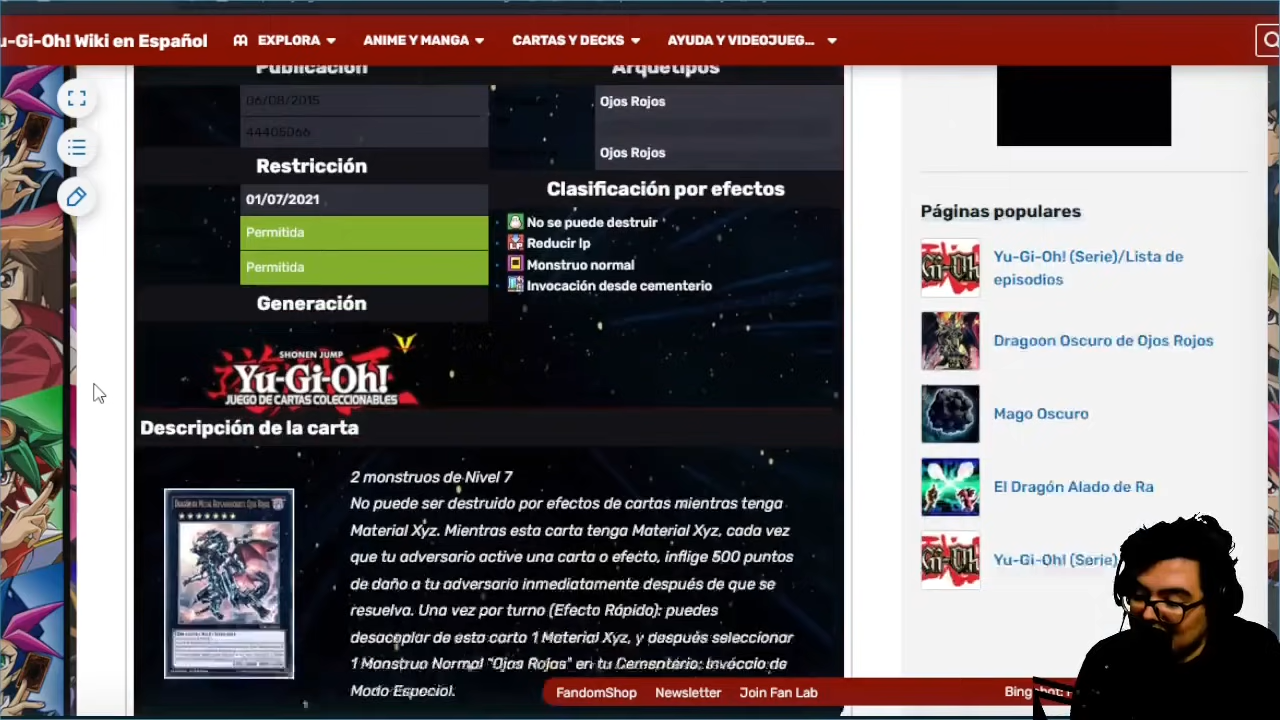 u-Gi-Oh! Wiki en Español
EXPLORA
ANIME Y MANGA
CARTAS Y DECKS
AYUDA Y VIDEOJUEG...
Publicación
Arquetipos
06/08/2015
44405066
Ojos Rojos
Ojos Rojos
Restricción
01/07/2021
Permitida
Permitida
Clasificación por efectos
No se puede destruir
Reducir lp
Monstruo normal
Invocación desde cementerio
Generación
SHONEN JUMP
Yu-Gi-Oh!
JUEGO DE CARTAS COLECCIONABLES
Descripción de la carta
2 monstruos de Nivel 7
No puede ser destruido por efectos de cartas mientras tenga
Material Xyz. Mientras esta carta tenga Material Xyz, cada vez
que tu adversario active una carta o efecto, inflige 500 puntos
de daño a tu adversario inmediatamente después de que se
resuelva. Una vez por turno (Efecto Rápido): puedes
desacoplar de esta carta 1 Material Xyz, y después seleccionar
1 Monstruo Normal "Ojos Rojos" en tu Cementerio; Invócalo de
Modo Especial.
Páginas populares
Yu-Gi-Oh! (Serie)/Lista de
episodios
Dragoon Oscuro de Ojos Rojos
Mago Oscuro
El Dragón Alado de Ra
Yu-Gi-Oh! (Serie)
FandomShop
Newsletter
Join Fan Lab